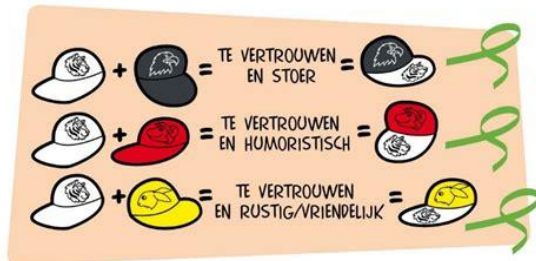 + = TE VERTROUWEN
EN STOER =
+ = TE VERTROUWEN
EN HUMORISTISCH =
+ = TE VERTROUWEN
EN RUSTIG/VRIENDELIJK =